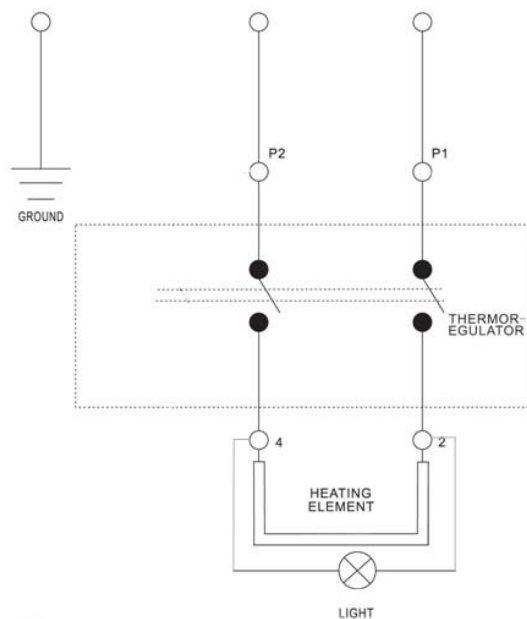 P2
P1
GROUND
THERMOR-
EGULATOR
4
2
HEATING
ELEMENT
LIGHT